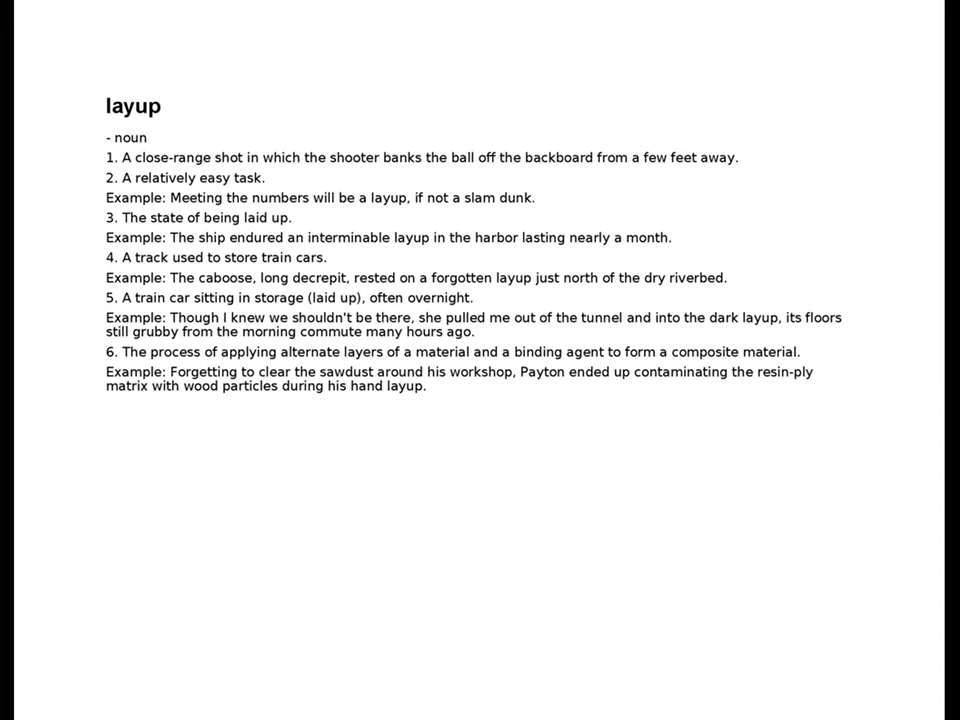 layup
- noun
1. A close-range shot in which the shooter banks the ball off the backboard from a few feet away.
2. A relatively easy task.
Example: Meeting the numbers will be a layup, if not a slam dunk.
3. The state of being laid up.
Example: The ship endured an interminable layup in the harbor lasting nearly a month.
4. A track used to store train cars.
Example: The caboose, long decrepit, rested on a forgotten layup just north of the dry riverbed.
5. A train car sitting in storage (laid up), often overnight.
Example: Though I knew we shouldn't be there, she pulled me out of the tunnel and into the dark layup, its floors
still grubby from the morning commute many hours ago.
6. The process of applying alternate layers of a material and a binding agent to form a composite material.
Example: Forgetting to clear the sawdust around his workshop, Payton ended up contaminating the resin-ply
matrix with wood particles during his hand layup.